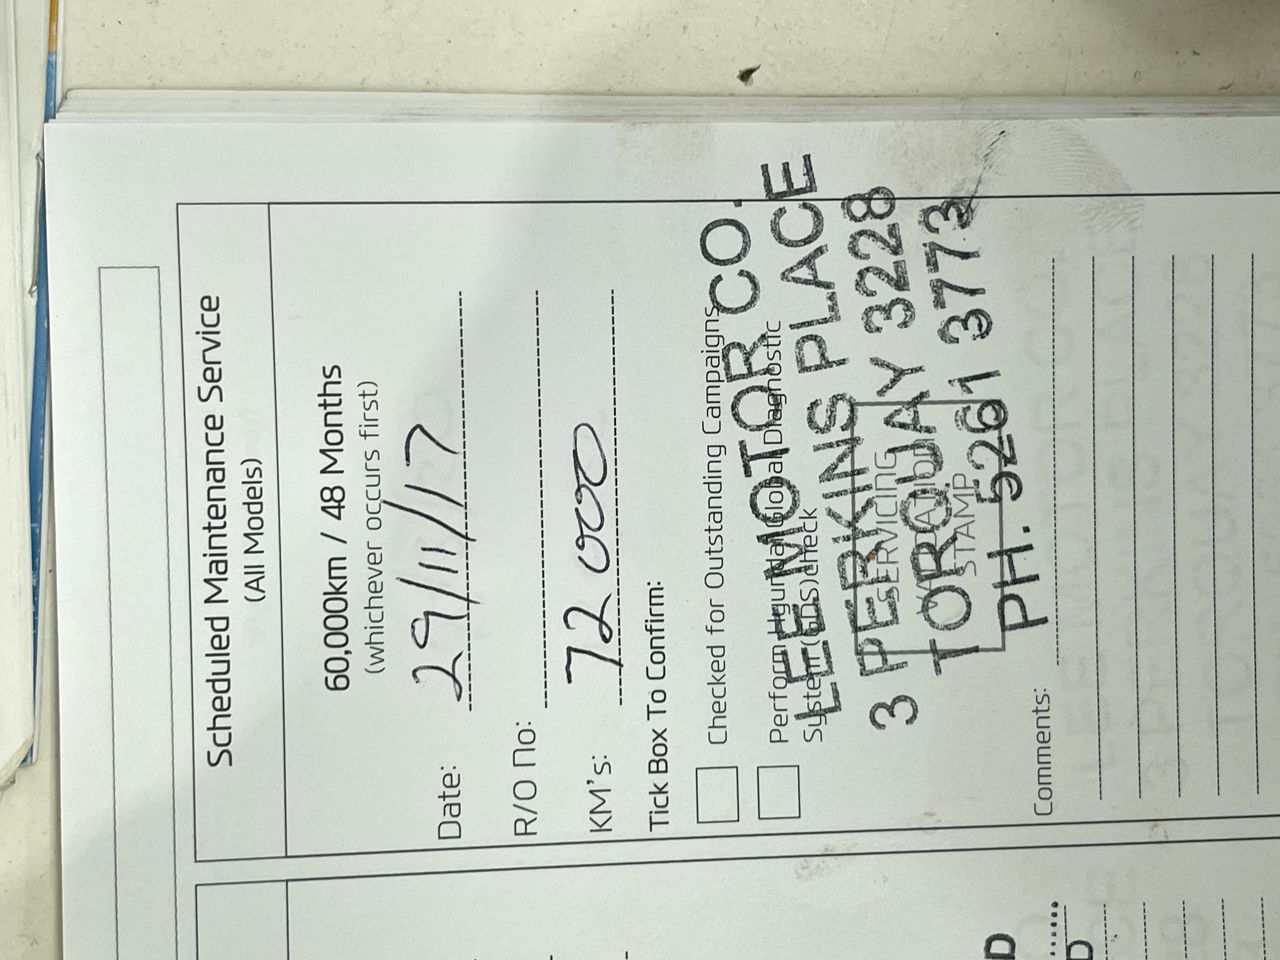 Scheduled Maintenance Service
(All Models)
60,000km / 48 Months
(whichever occurs first)
Date: 29/11/17
R/O no:
KM's: 72 000
Tick Box To Confirm:
Checked for Outstanding Campaigns
Perform Hyundai Global Diagnostic
System (GDS) check
LEE MOTOR CO.
3 PERKINS PLACE
TORQUAY 3228
PH. 5261 3773
SERVICING
STAMP
Comments:
D
D